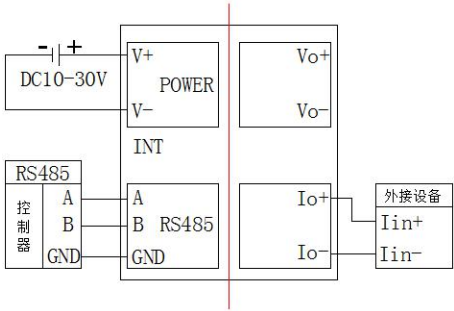 - +
DC10-30V
V+
POWER
V-
INT
Vo+
Vo-
RS485
控制器
A
B
GND
A
B
RS485
GND
Io+
Io-
外接设备
Iin+
Iin-